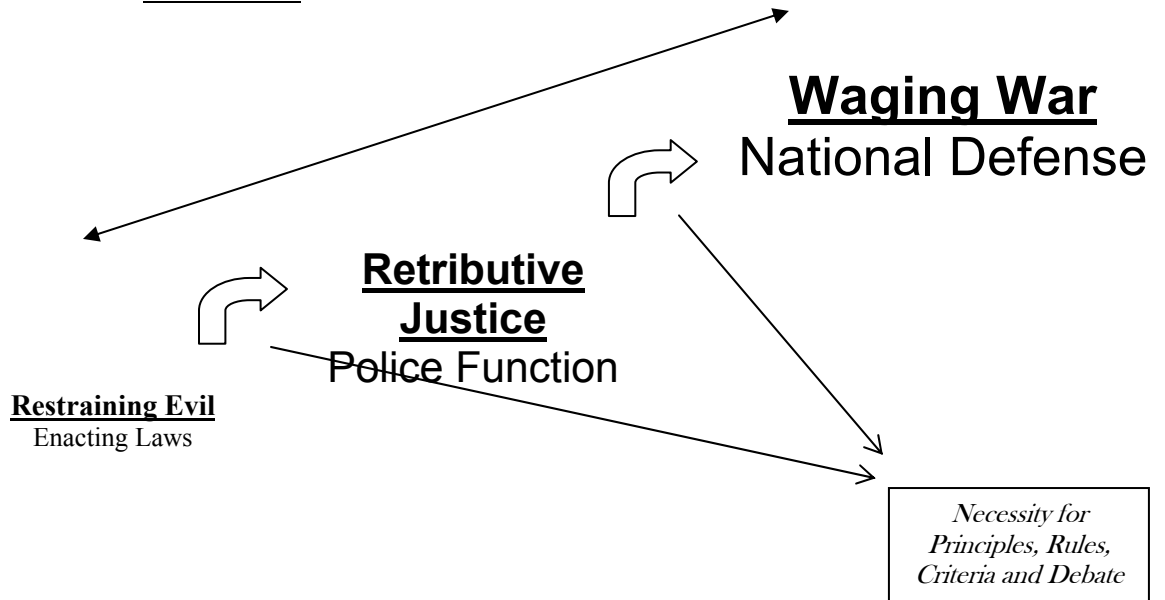 Waging War
National Defense
Retributive
Justice
Police Function
Restraining Evil
Enacting Laws
Necessity for
Principles, Rules,
Criteria and Debate